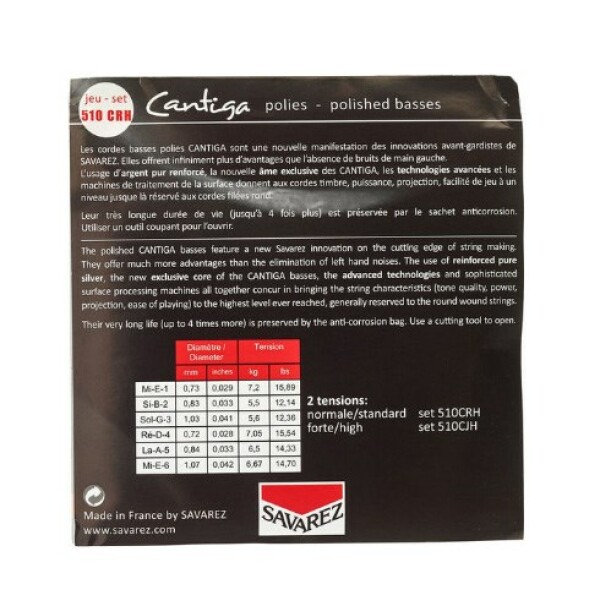 jeu - set
510 CRH
Cantiga polies - polished basses
Les cordes basses polies CANTIGA sont une nouvelle manifestation des innovations avant-gardistes de
SAVAREZ. Elles offrent infiniment plus d'avantages que l'absence de bruits de main gauche.
L'usage d'argent pur renforcé, la nouvelle âme exclusive des CANTIGA, les technologies avancées et les
machines de traitement de la surface donnent aux cordes timbre, puissance, projection, facilité de jeu à un
niveau jusque là réservé aux cordes filées rond.
Leur très longue durée de vie (jusqu'à 4 fois plus) est préservée par le sachet anticorrosion.
Utiliser un outil coupant pour l'ouvrir.
The polished CANTIGA basses feature a new Savarez innovation on the cutting edge of string making.
They offer much more advantages than the elimination of left hand noises. The use of reinforced pure
silver, the new exclusive core of the CANTIGA basses, the advanced technologies and sophisticated
surface processing machines all together concur in bringing the string characteristics (tone quality, power,
projection, ease of playing) to the highest level ever reached, generally reserved to the round wound strings.
Their very long life (up to 4 times more) is preserved by the anti-corrosion bag. Use a cutting tool to open.
Diamètre / Diameter Tension
mm inches kg lbs
Mi-E-1 0,73 0,029 7,2 15,89
Si-B-2 0,83 0,033 5,5 12,14
Sol-G-3 1,03 0,041 5,6 12,36
Ré-D-4 0,72 0,028 7,05 15,54
La-A-5 0,84 0,033 6,5 14,33
Mi-E-6 1,07 0,042 6,67 14,70
2 tensions:
normale/standard set 510CRH
forte/high set 510CJH
Made in France by SAVAREZ
www.savarez.com
SAVAREZ